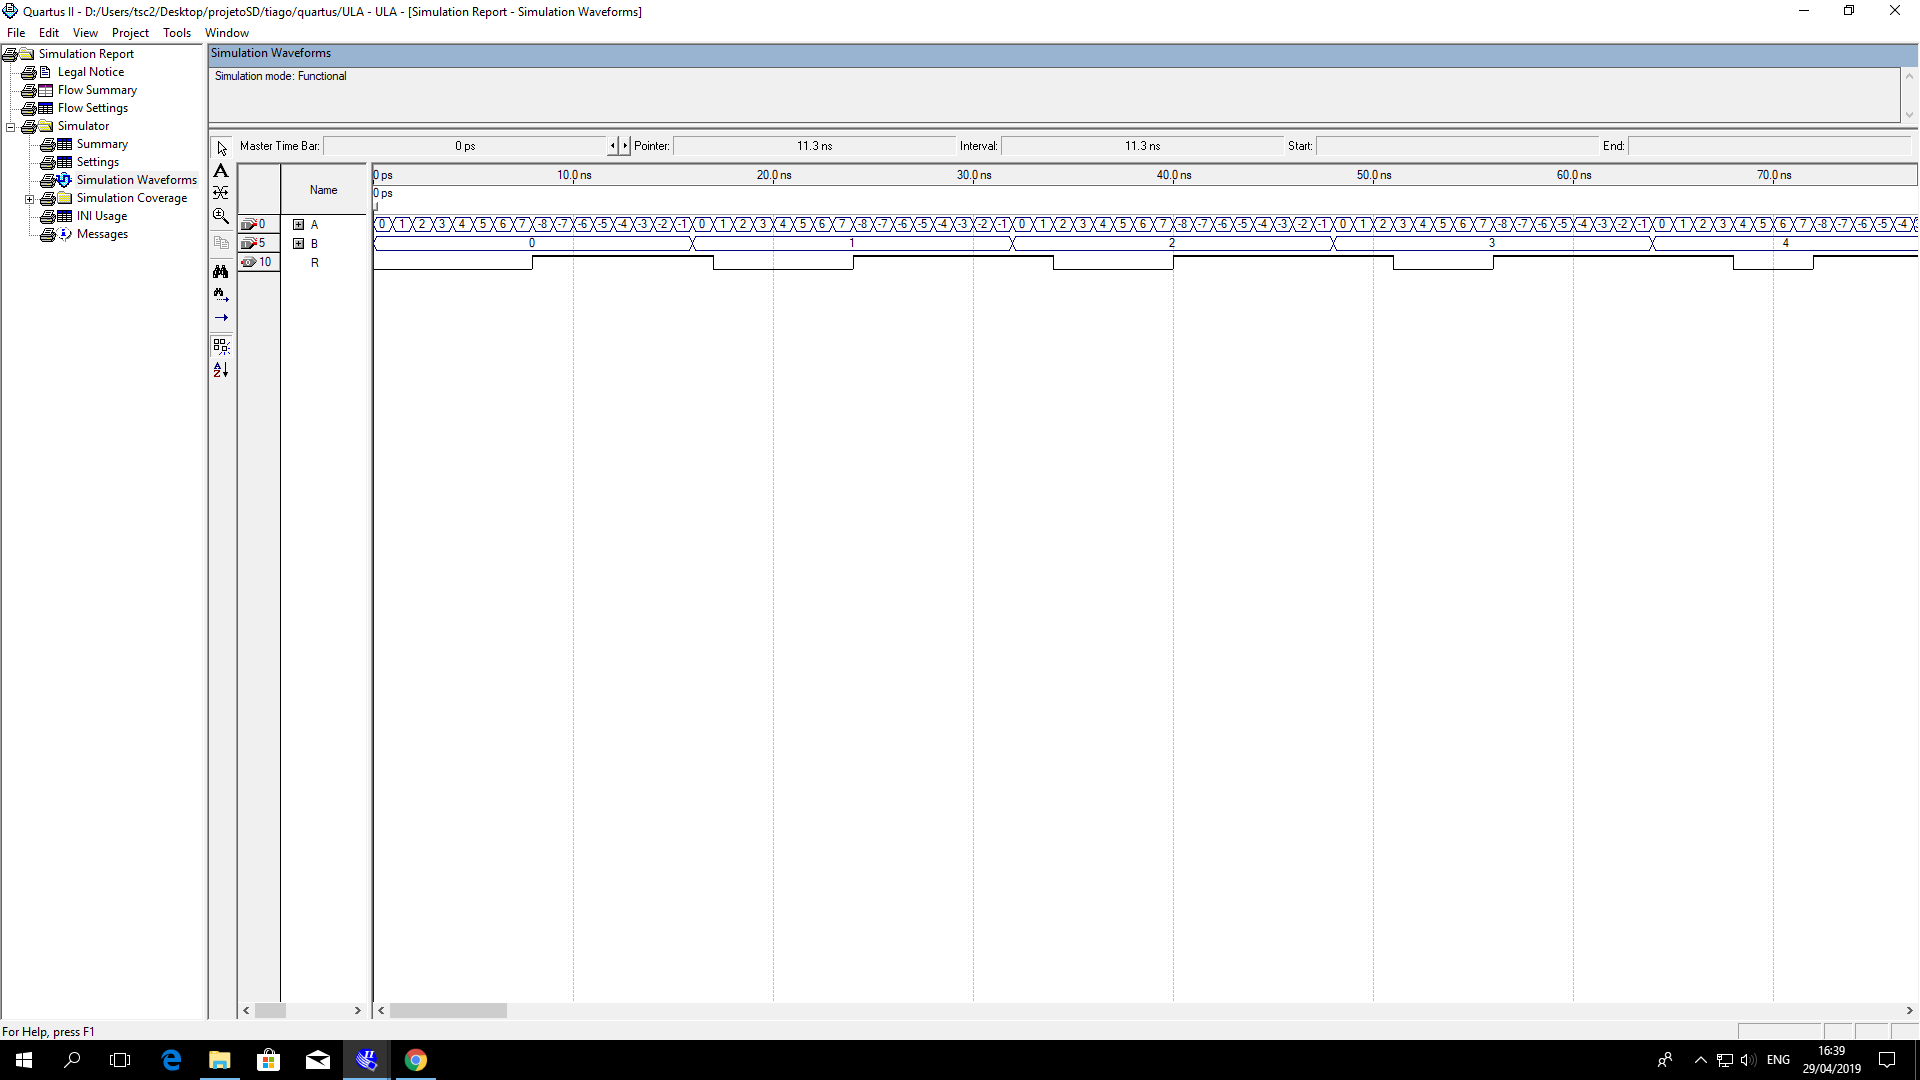 Quartus II - D:/Users/tsc2/Desktop/projetoSD/tiago/quartus/ULA - ULA - [Simulation Report - Simulation Waveforms]
File Edit View Project Tools Window
Simulation Report
Legal Notice
Flow Summary
Flow Settings
Simulator
Summary
Settings
Simulation Waveforms
Simulation Coverage
INI Usage
Messages
Simulation Waveforms
Simulation mode: Functional
Master Time Bar: 0 ps Pointer: 11.3 ns Interval: 11.3 ns Start: End:
Name
0 ps 10.0 ns 20.0 ns 30.0 ns 40.0 ns 50.0 ns 60.0 ns 70.0 ns
0 ps
0 A 0 1 2 3 4 5 6 7 -8 -7 -6 -5 -4 -3 -2 -1 0 1 2 3 4 5 6 7 -8 -7 -6 -5 -4 -3 -2 -1 0 1 2 3 4 5 6 7 -8 -7 -6 -5 -4 -3 -2 -1 0 1 2 3 4 5 6 7 -8 -7 -6 -5 -4 -3 -2 -1 0 1 2 3 4 5 6 7 -8 -7 -6 -5 -4
5 B 0 1 2 3 4
10 R
For Help, press F1
ENG
16:39
29/04/2019